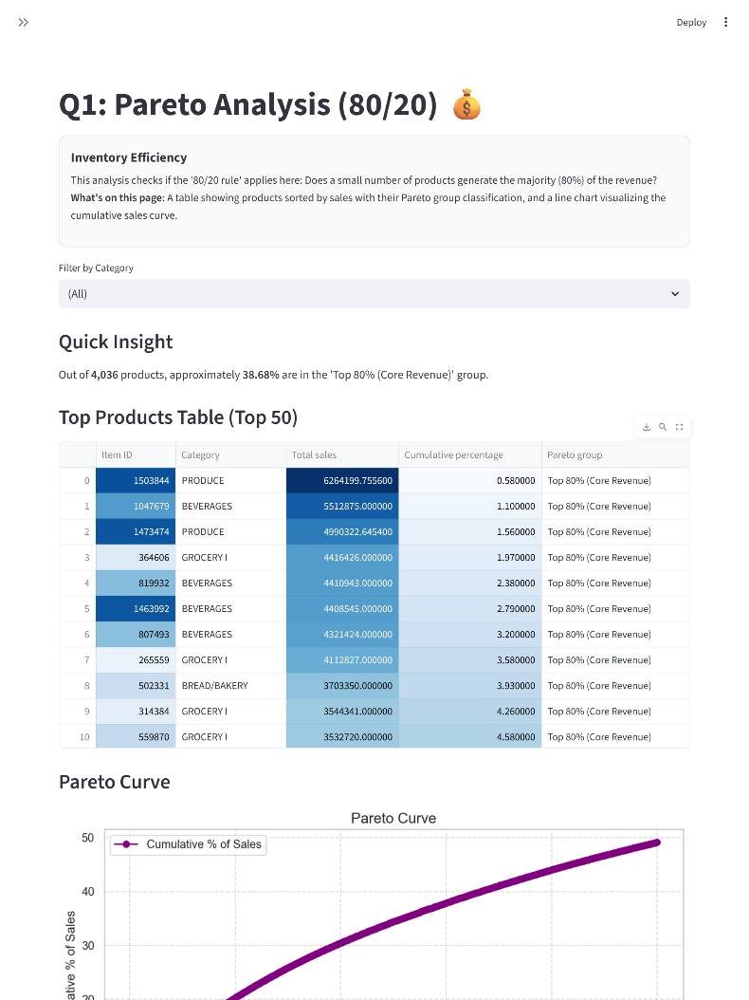 Deploy
Q1: Pareto Analysis (80/20) 💰
Inventory Efficiency
This analysis checks if the '80/20 rule' applies here: Does a small number of products generate the majority (80%) of the revenue?
What's on this page: A table showing products sorted by sales with their Pareto group classification, and a line chart visualizing the
cumulative sales curve.
Filter by Category
(All)
Quick Insight
Out of 4,036 products, approximately 38.68% are in the 'Top 80% (Core Revenue)' group.
Top Products Table (Top 50)
Item ID Category Total sales Cumulative percentage Pareto group
0 1503844 PRODUCE 6264199.755600 0.580000 Top 80% (Core Revenue)
1 1047679 BEVERAGES 5512875.000000 1.100000 Top 80% (Core Revenue)
2 1473474 PRODUCE 4990322.645400 1.560000 Top 80% (Core Revenue)
3 364606 GROCERY I 4416426.000000 1.970000 Top 80% (Core Revenue)
4 819932 BEVERAGES 4410943.000000 2.380000 Top 80% (Core Revenue)
5 1463992 BEVERAGES 4408545.000000 2.790000 Top 80% (Core Revenue)
6 807493 BEVERAGES 4321424.000000 3.200000 Top 80% (Core Revenue)
7 265559 GROCERY I 4112827.000000 3.580000 Top 80% (Core Revenue)
8 502331 BREAD/BAKERY 3703350.000000 3.930000 Top 80% (Core Revenue)
9 314384 GROCERY I 3544341.000000 4.260000 Top 80% (Core Revenue)
10 559870 GROCERY I 3532720.000000 4.580000 Top 80% (Core Revenue)
Pareto Curve
Pareto Curve
Cumulative % of Sales
50
40
30
20
ative % of Sales